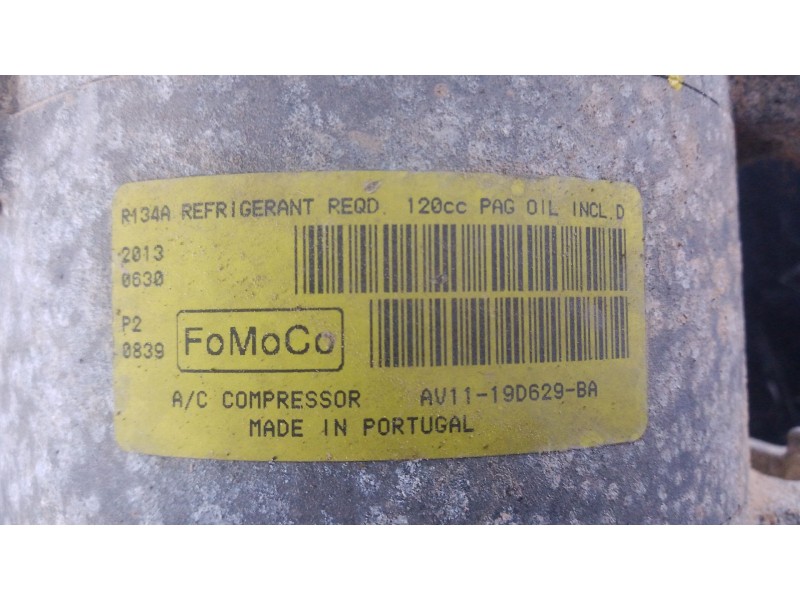 R134A REFRIGERANT REQD. 120cc PAG OIL INCL.D
2013
0630
P2
0839
FoMoCo
A/C COMPRESSOR AV11-19D629-BA
MADE IN PORTUGAL